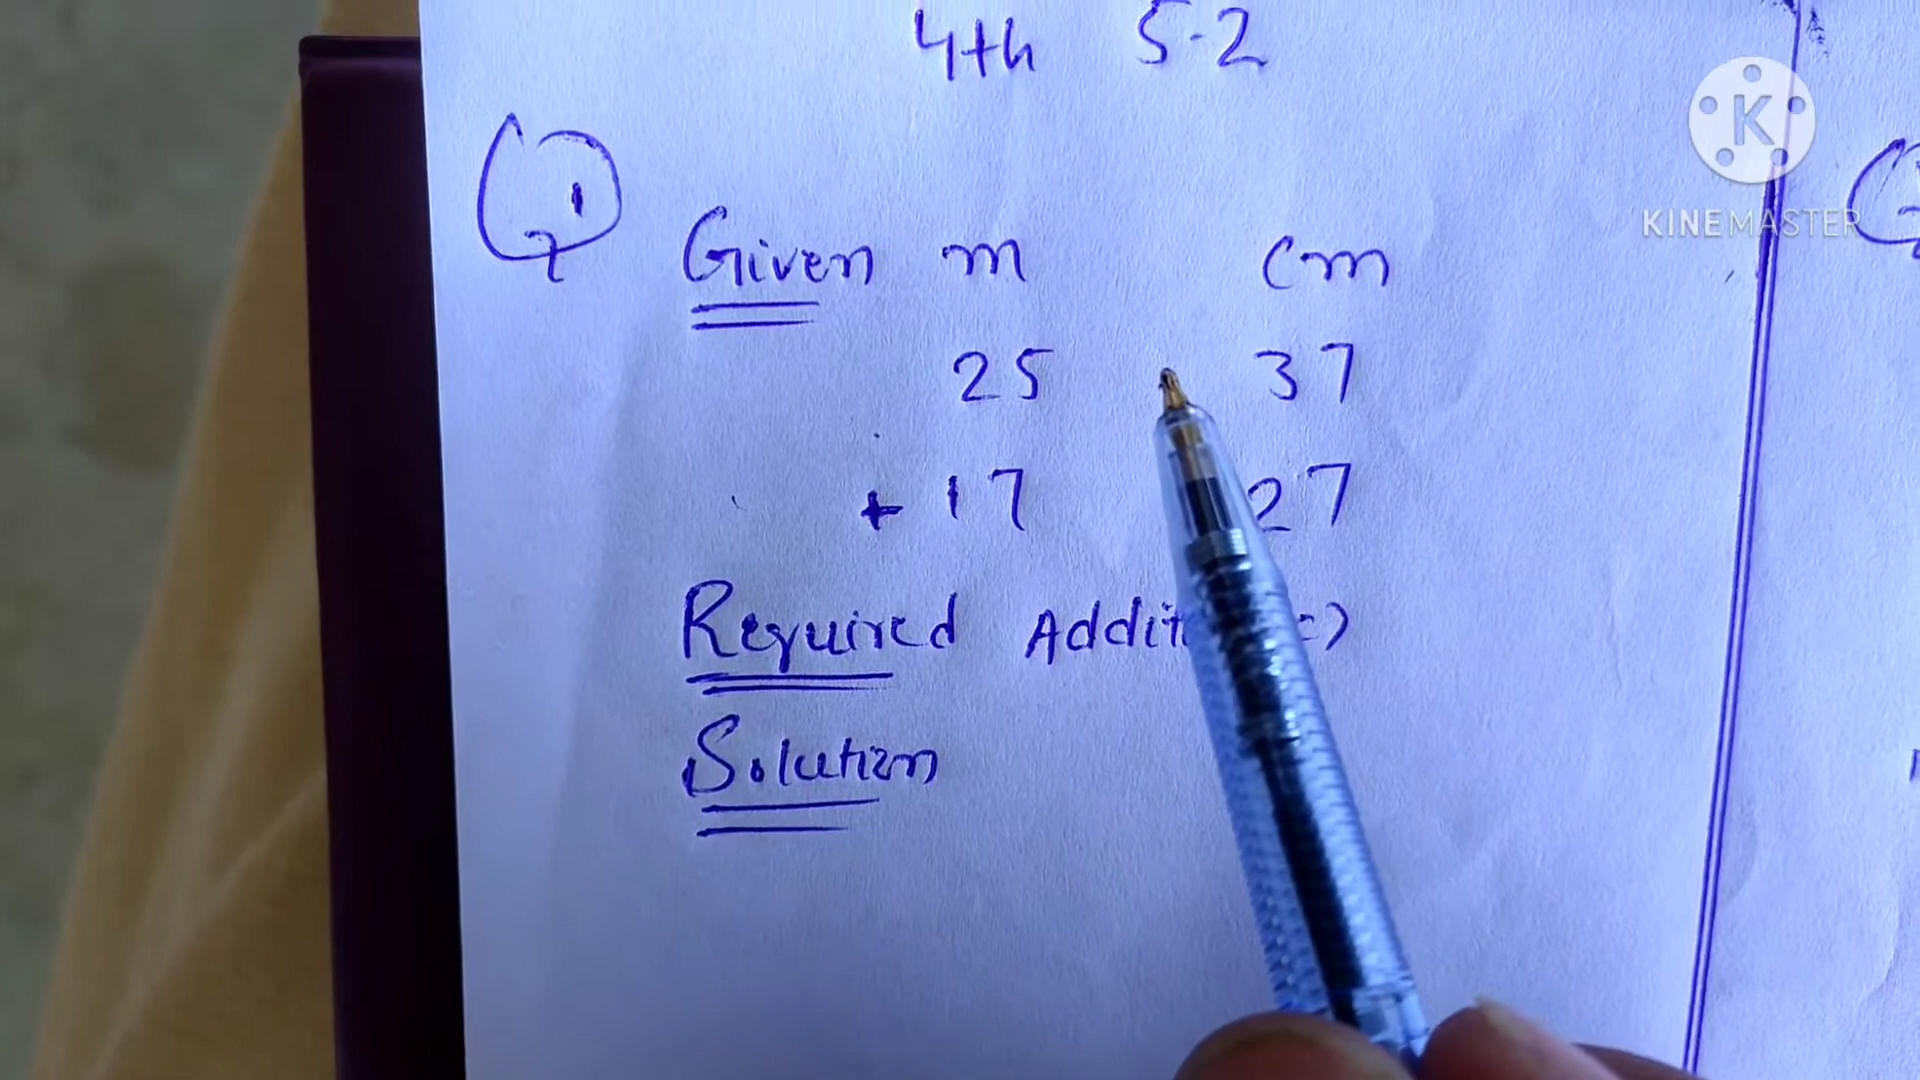 4th 5.2
Q1
Given m cm
25 37
+ 17 27
Required
Solution
K
KINEMASTER